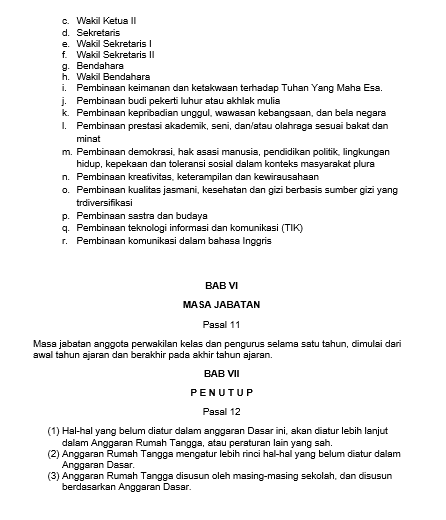 c. Wakil Ketua II
d. Sekretaris
e. Wakil Sekretaris I
f. Wakil Sekretaris II
g. Bendahara
h. Wakil Bendahara
i. Pembinaan keimanan dan ketakwaan terhadap Tuhan Yang Maha Esa.
j. Pembinaan budi pekerti luhur atau akhlak mulia
k. Pembinaan kepribadian unggul, wawasan kebangsaan, dan bela negara
l. Pembinaan prestasi akademik, seni, dan/atau olahraga sesuai bakat dan
minat
m. Pembinaan demokrasi, hak asasi manusia, pendidikan politik, lingkungan
hidup, kepekaan dan toleransi sosial dalam konteks masyarakat plura
n. Pembinaan kreativitas, keterampilan dan kewirausahaan
o. Pembinaan kualitas jasmani, kesehatan dan gizi berbasis sumber gizi yang
trdiversifikasi
p. Pembinaan sastra dan budaya
q. Pembinaan teknologi informasi dan komunikasi (TIK)
r. Pembinaan komunikasi dalam bahasa Inggris
BAB VI
MASA JABATAN
Pasal 11
Masa jabatan anggota perwakilan kelas dan pengurus selama satu tahun, dimulai dari
awal tahun ajaran dan berakhir pada akhir tahun ajaran.
BAB VII
P E N U T U P
Pasal 12
(1) Hal-hal yang belum diatur dalam anggaran Dasar ini, akan diatur lebih lanjut
dalam Anggaran Rumah Tangga, atau peraturan lain yang sah.
(2) Anggaran Rumah Tangga mengatur lebih rinci hal-hal yang belum diatur dalam
Anggaran Dasar.
(3) Anggaran Rumah Tangga disusun oleh masing-masing sekolah, dan disusun
berdasarkan Anggaran Dasar.